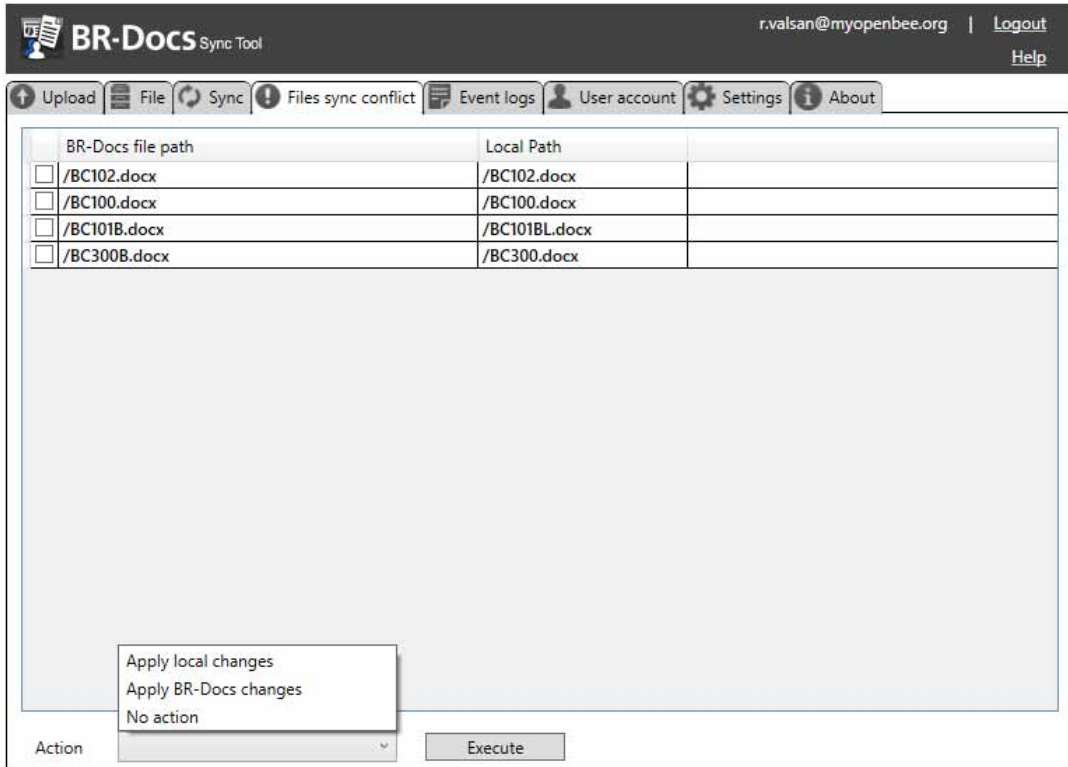 BR-Docs Sync Tool
r.valsan@myopenbee.org | Logout
Help
Upload File Sync Files sync conflict Event logs User account Settings About
BR-Docs file path Local Path
/BC102.docx /BC102.docx
/BC100.docx /BC100.docx
/BC101B.docx /BC101BL.docx
/BC300B.docx /BC300.docx
Apply local changes
Apply BR-Docs changes
No action
Action Execute